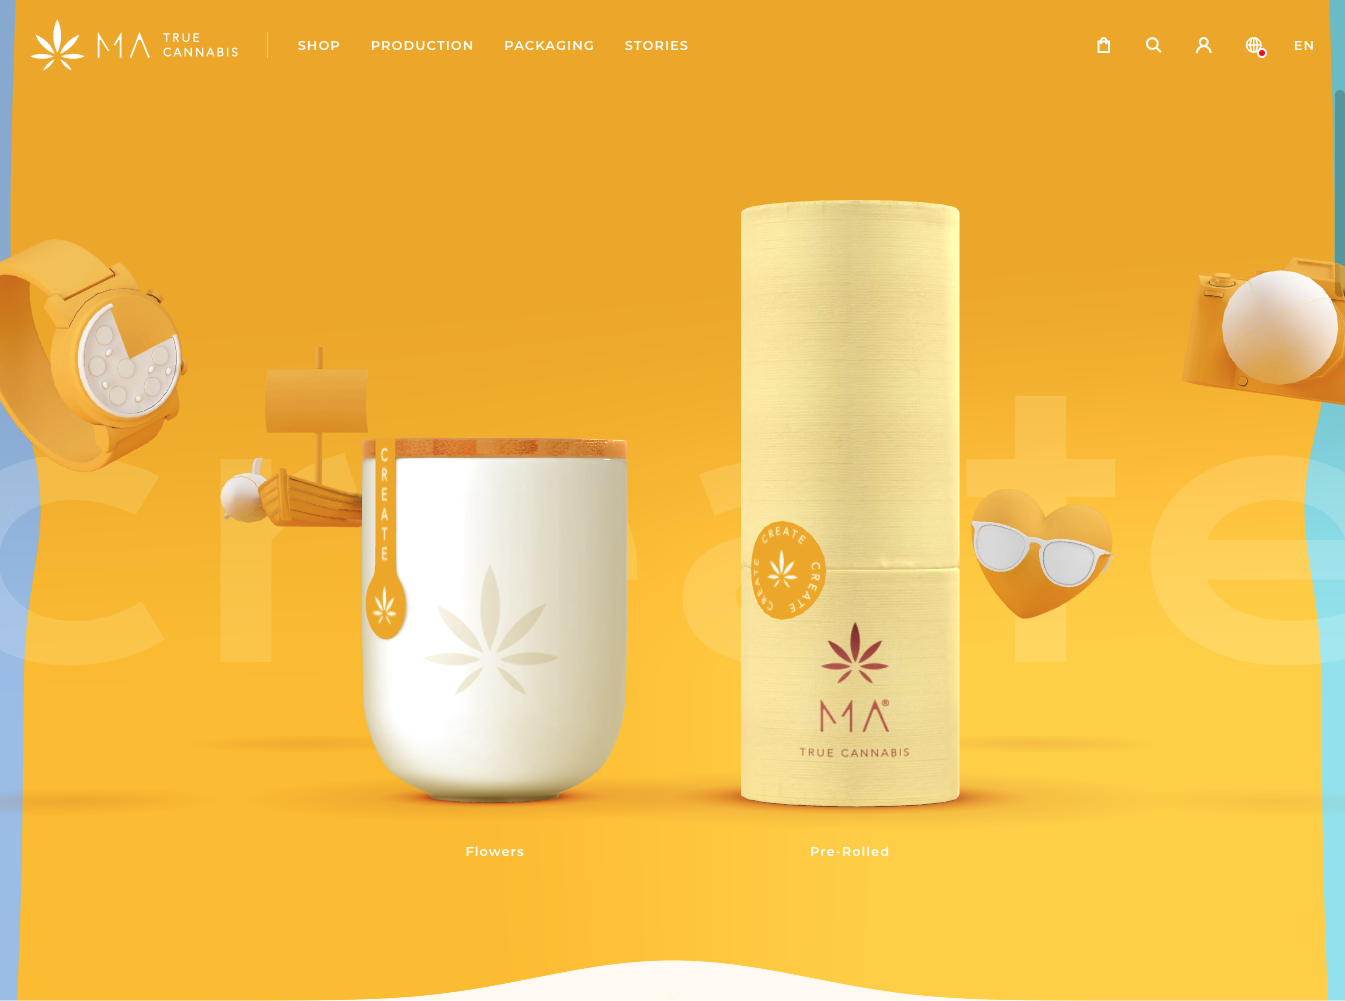 MA TRUE
CANNABIS
SHOP PRODUCTION PACKAGING STORIES
EN
create
CREATE
CREATE CREATE CREATE CREATE
MA®
TRUE CANNABIS
Flowers
Pre-Rolled